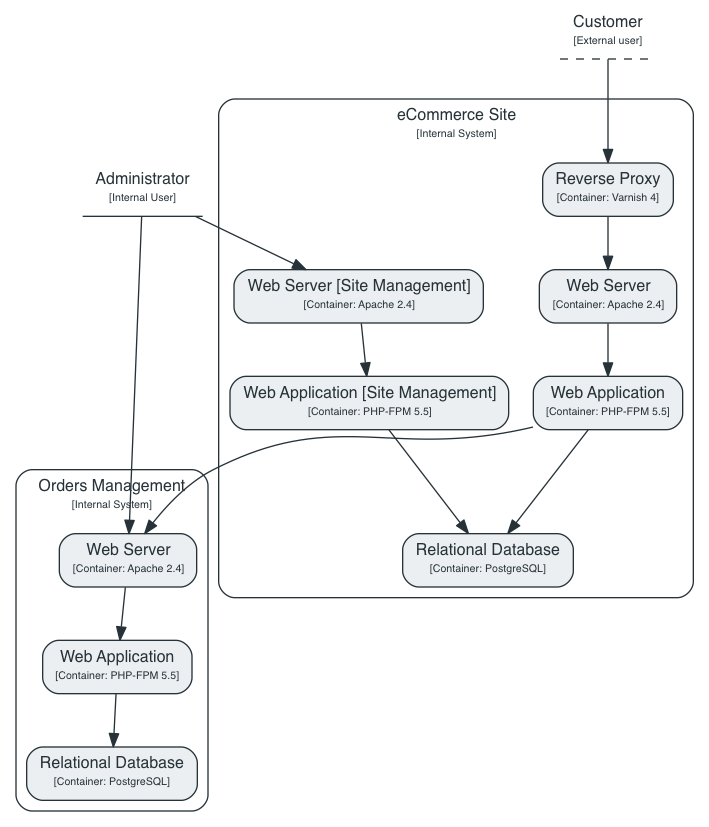 Customer
[External user]
eCommerce Site
[Internal System]
Administrator
[Internal User]
Reverse Proxy
[Container: Varnish 4]
Web Server [Site Management]
[Container: Apache 2.4]
Web Server
[Container: Apache 2.4]
Web Application [Site Management]
[Container: PHP-FPM 5.5]
Web Application
[Container: PHP-FPM 5.5]
Orders Management
[Internal System]
Web Server
[Container: Apache 2.4]
Relational Database
[Container: PostgreSQL]
Web Application
[Container: PHP-FPM 5.5]
Relational Database
[Container: PostgreSQL]